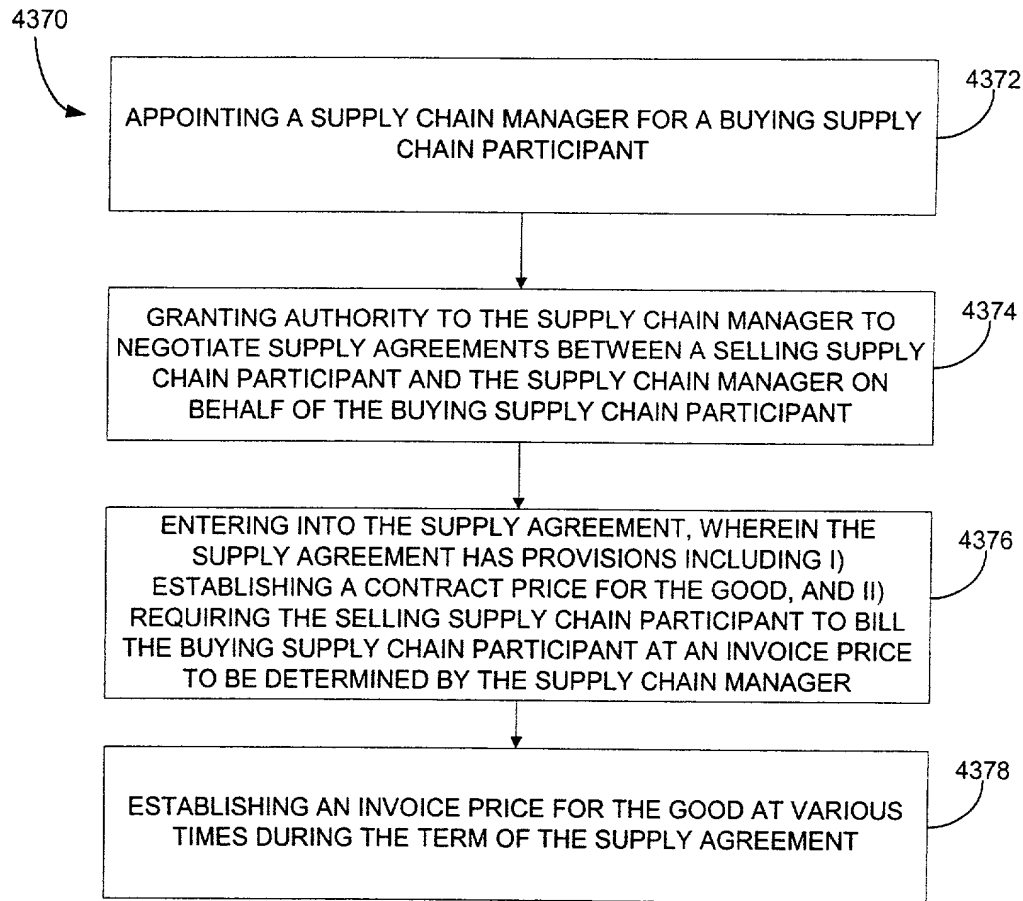 4370
4372
APPOINTING A SUPPLY CHAIN MANAGER FOR A BUYING SUPPLY
CHAIN PARTICIPANT
4374
GRANTING AUTHORITY TO THE SUPPLY CHAIN MANAGER TO
NEGOTIATE SUPPLY AGREEMENTS BETWEEN A SELLING SUPPLY
CHAIN PARTICIPANT AND THE SUPPLY CHAIN MANAGER ON
BEHALF OF THE BUYING SUPPLY CHAIN PARTICIPANT
4376
ENTERING INTO THE SUPPLY AGREEMENT, WHEREIN THE
SUPPLY AGREEMENT HAS PROVISIONS INCLUDING I)
ESTABLISHING A CONTRACT PRICE FOR THE GOOD, AND II)
REQUIRING THE SELLING SUPPLY CHAIN PARTICIPANT TO BILL
THE BUYING SUPPLY CHAIN PARTICIPANT AT AN INVOICE PRICE
TO BE DETERMINED BY THE SUPPLY CHAIN MANAGER
4378
ESTABLISHING AN INVOICE PRICE FOR THE GOOD AT VARIOUS
TIMES DURING THE TERM OF THE SUPPLY AGREEMENT